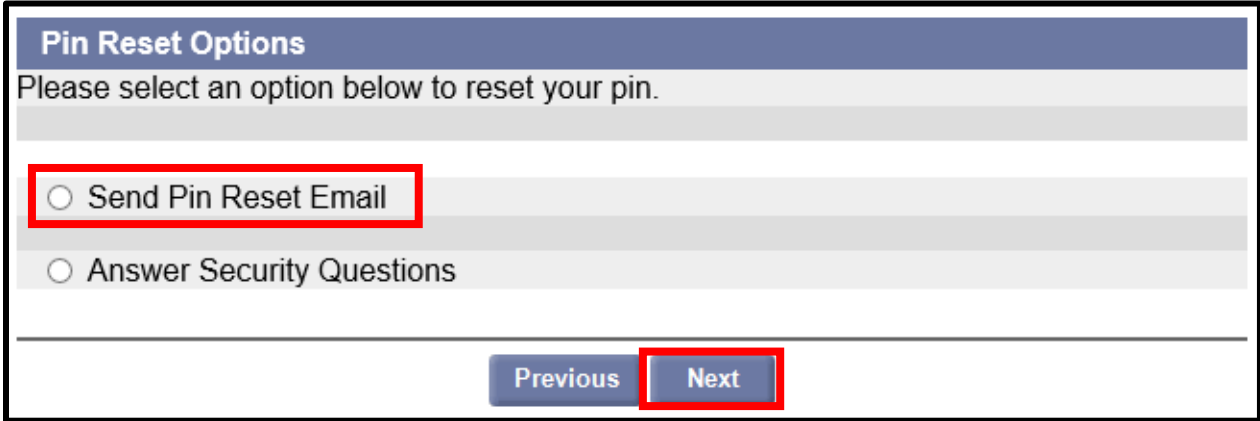 Pin Reset Options
Please select an option below to reset your pin.
Send Pin Reset Email
Answer Security Questions
Previous Next